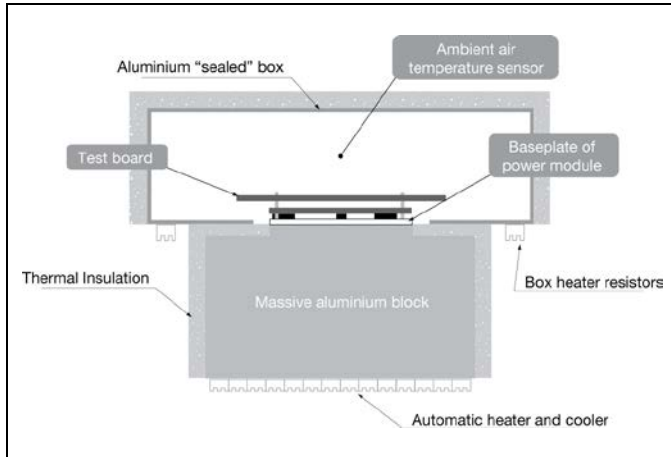 Ambient air
temperature sensor
Aluminium “sealed” box
Test board
Baseplate of
power module
Thermal Insulation
Massive aluminium block
Box heater resistors
Automatic heater and cooler